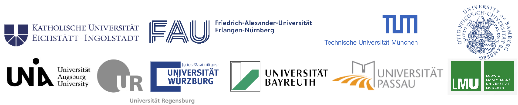 KATHOLISCHE UNIVERSITÄT
EICHSTÄTT-INGOLSTADT
FAU
Friedrich-Alexander-Universität
Erlangen-Nürnberg
TUM
Technische Universität München
UNIA
Universität
Augsburg
University
UR
Universität Regensburg
UNIVERSITÄT
WÜRZBURG
UNIVERSITÄT
BAYREUTH
UNIVERSITÄT
PASSAU
LMU